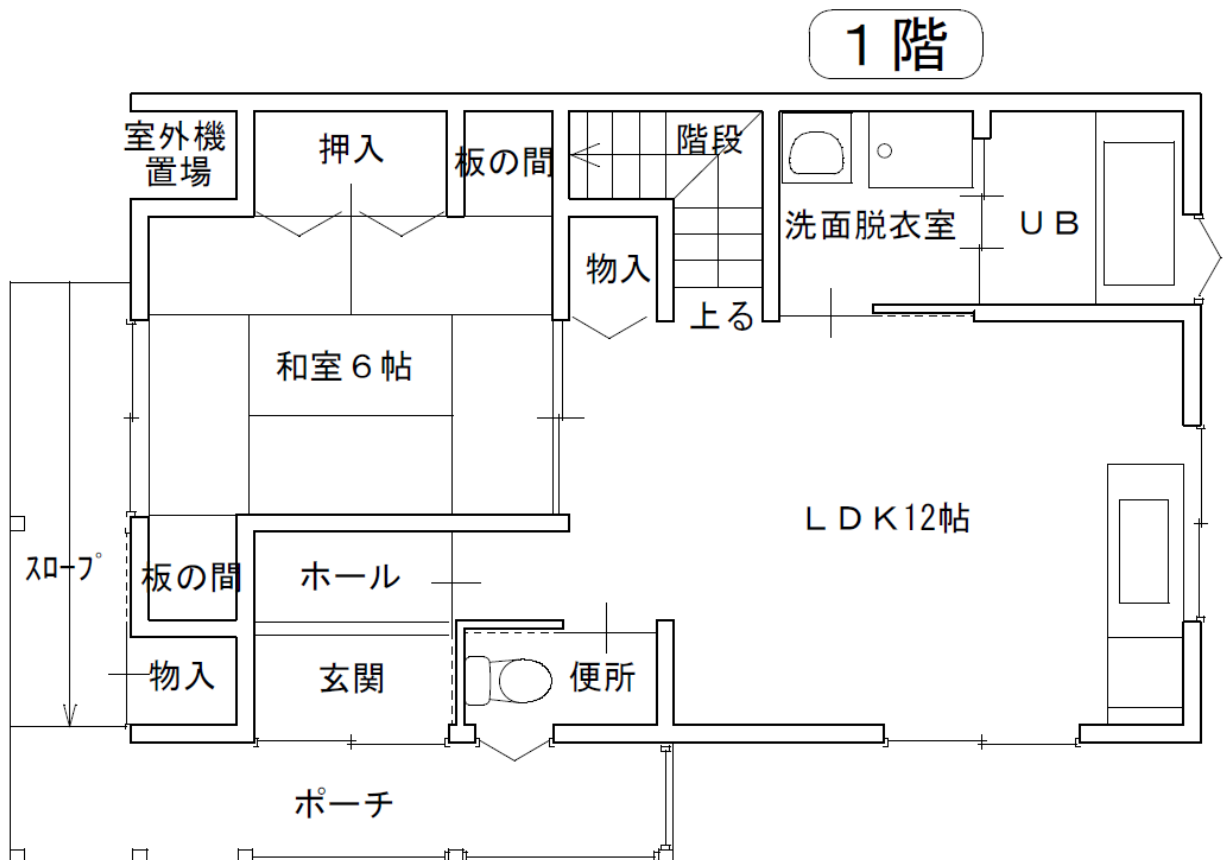 １階
室外機
置場
押入
板の間
階段
洗面脱衣室
ＵＢ
物入
上る
和室６帖
ＬＤＫ12帖
ｽﾛｰﾌﾟ
板の間
ホール
物入
玄関
便所
ポーチ